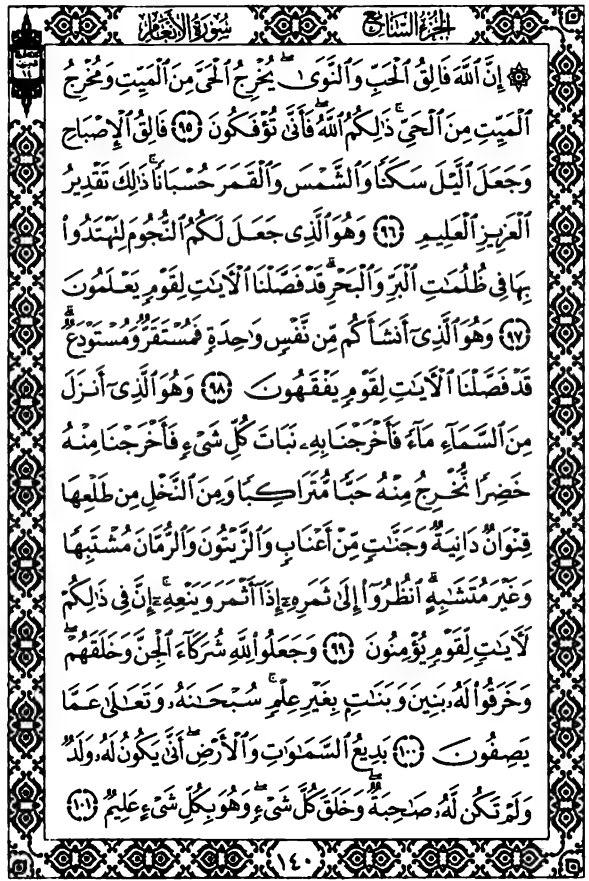 الجزء السابع
سورة الأنعام
۞ إِنَّ ٱللَّهَ فَالِقُ ٱلْحَبِّ وَٱلنَّوَىٰ ۖ يُخْرِجُ ٱلْحَىَّ مِنَ ٱلْمَيِّتِ وَمُخْرِجُ
ٱلْمَيِّتِ مِنَ ٱلْحَىِّ ۚ ذَٰلِكُمُ ٱللَّهُ ۖ فَأَنَّىٰ تُؤْفَكُونَ ٩٥ فَالِقُ ٱلْإِصْبَاحِ
وَجَعَلَ ٱلَّيْلَ سَكَنًا وَٱلشَّمْسَ وَٱلْقَمَرَ حُسْبَانًا ۚ ذَٰلِكَ تَقْدِيرُ
ٱلْعَزِيزِ ٱلْعَلِيمِ ٩٦ وَهُوَ ٱلَّذِى جَعَلَ لَكُمُ ٱلنُّجُومَ لِتَهْتَدُوا۟
بِهَا فِى ظُلُمَٰتِ ٱلْبَرِّ وَٱلْبَحْرِ ۗ قَدْ فَصَّلْنَا ٱلْءَايَٰتِ لِقَوْمٍ يَعْلَمُونَ
٩٧ وَهُوَ ٱلَّذِىٓ أَنشَأَكُم مِّن نَّفْسٍ وَٰحِدَةٍ فَمُسْتَقَرٌّ وَمُسْتَوْدَعٌ ۗ
قَدْ فَصَّلْنَا ٱلْءَايَٰتِ لِقَوْمٍ يَفْقَهُونَ ٩٨ وَهُوَ ٱلَّذِىٓ أَنزَلَ
مِنَ ٱلسَّمَآءِ مَآءً فَأَخْرَجْنَا بِهِۦ نَبَاتَ كُلِّ شَىْءٍ فَأَخْرَجْنَا مِنْهُ
خَضِرًا نُّخْرِجُ مِنْهُ حَبًّا مُّتَرَاكِبًا وَمِنَ ٱلنَّخْلِ مِن طَلْعِهَا
قِنْوَانٌ دَانِيَةٌ وَجَنَّٰتٍ مِّنْ أَعْنَابٍ وَٱلزَّيْتُونَ وَٱلرُّمَّانَ مُشْتَبِهًا
وَغَيْرَ مُتَشَٰبِهٍ ۗ ٱنظُرُوٓا۟ إِلَىٰ ثَمَرِهِۦٓ إِذَآ أَثْمَرَ وَيَنْعِهِۦٓ ۚ إِنَّ فِى ذَٰلِكُمْ
لَءَايَٰتٍ لِّقَوْمٍ يُؤْمِنُونَ ٩٩ وَجَعَلُوا۟ لِلَّهِ شُرَكَآءَ ٱلْجِنَّ وَخَلَقَهُمْ ۖ
وَخَرَقُوا۟ لَهُۥ بَنِينَ وَبَنَٰتٍۭ بِغَيْرِ عِلْمٍ ۚ سُبْحَٰنَهُۥ وَتَعَٰلَىٰ عَمَّا
يَصِفُونَ ١٠٠ بَدِيعُ ٱلسَّمَٰوَٰتِ وَٱلْأَرْضِ ۖ أَنَّىٰ يَكُونُ لَهُۥ وَلَدٌ
وَلَمْ تَكُن لَّهُۥ صَٰحِبَةٌ ۖ وَخَلَقَ كُلَّ شَىْءٍ ۖ وَهُوَ بِكُلِّ شَىْءٍ عَلِيمٌ ١٠١
١٤٠